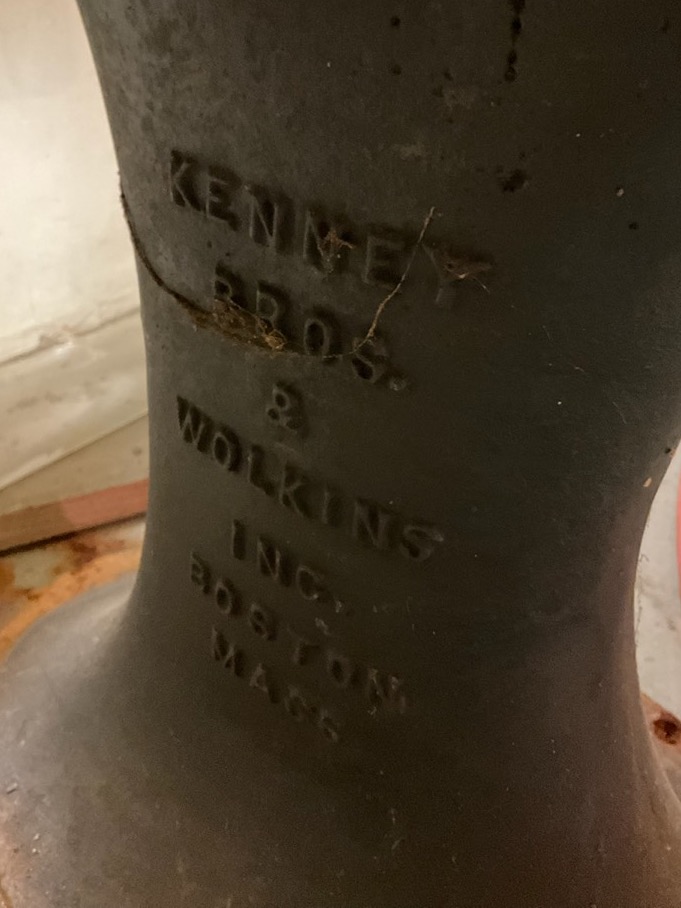 KENNEY
BROS.
&
WOLKINS
INC.
BOSTON,
MASS